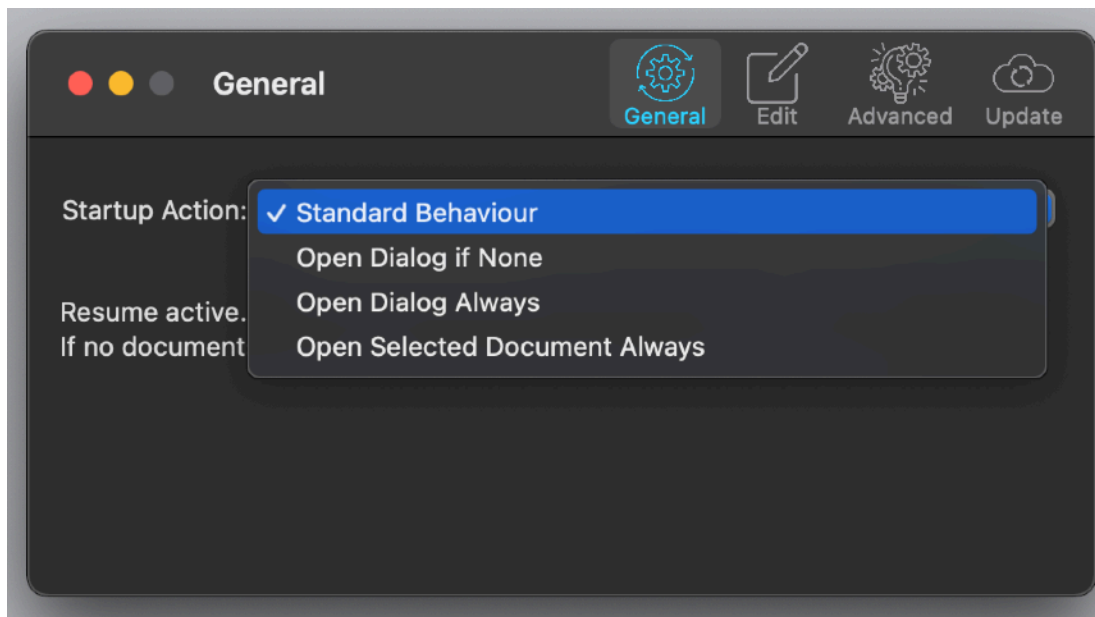 General
General
Edit
Advanced
Update
Startup Action:
✓ Standard Behaviour
Open Dialog if None
Open Dialog Always
Open Selected Document Always
Resume active.
If no document